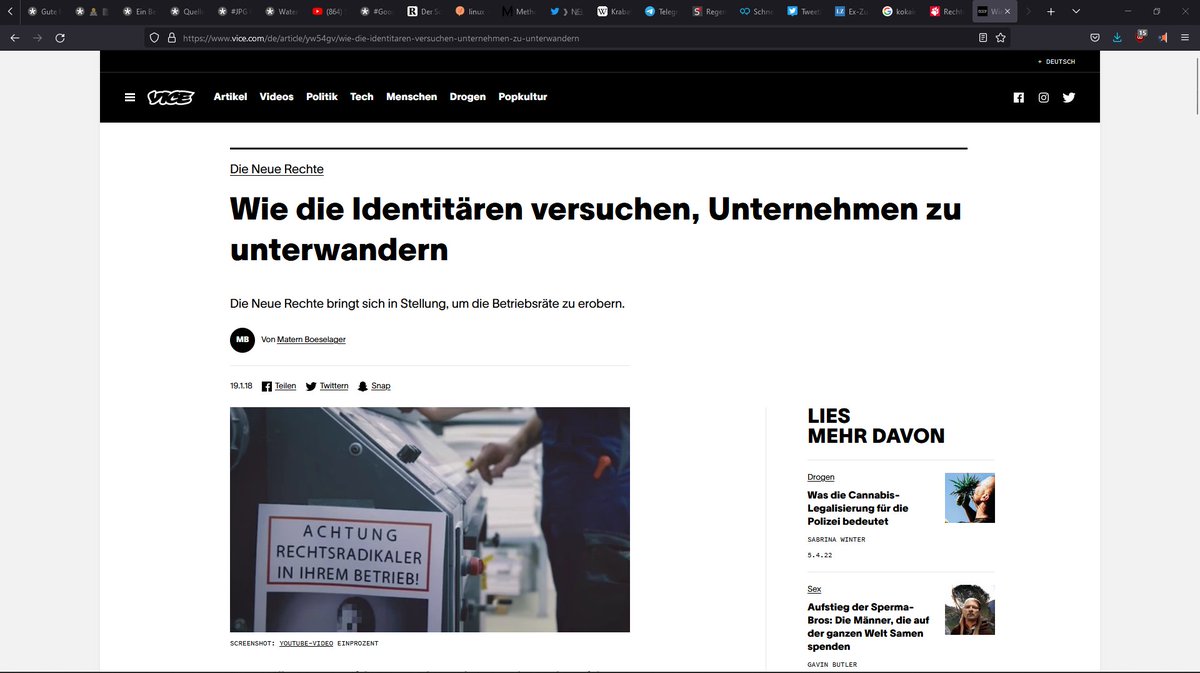 Gute
Ein Be
Quell
#JPG
Water
(864)
#Goo
Der Sc
linux
Meth
NE
Kraba
Teleg
Regen
Schne
Tweet
Ex-Zu
kokai
Recht
Wi
https://www.vice.com/de/article/yw54gv/wie-die-identitaren-versuchen-unternehmen-zu-unterwandern
15
+ DEUTSCH
VICE
Artikel Videos Politik Tech Menschen Drogen Popkultur
Die Neue Rechte
Wie die Identitären versuchen, Unternehmen zu
unterwandern
Die Neue Rechte bringt sich in Stellung, um die Betriebsräte zu erobern.
MB Von Matern Boeselager
19.1.18 Teilen Twittern Snap
ACHTUNG
RECHTSRADIKALER
IN IHREM BETRIEB!
SCREENSHOT: YOUTUBE-VIDEO EINPROZENT
LIES
MEHR DAVON
Drogen
Was die Cannabis-
Legalisierung für die
Polizei bedeutet
SABRINA WINTER
5.4.22
Sex
Aufstieg der Sperma-
Bros: Die Männer, die auf
der ganzen Welt Samen
spenden
GAVIN BUTLER